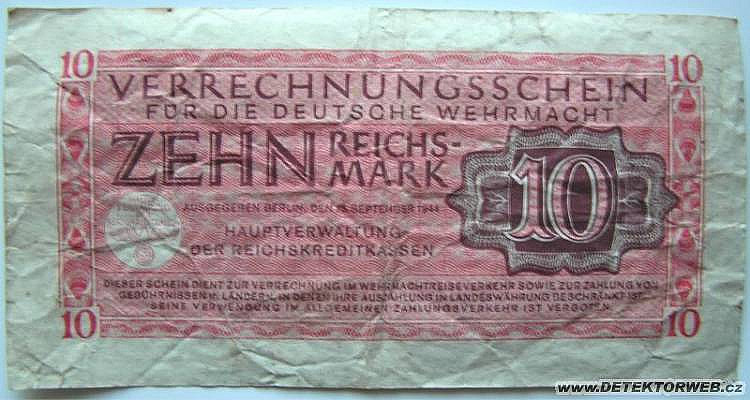 10
10
VERRECHNUNGSSCHEIN
FÜR DIE DEUTSCHE WEHRMACHT
ZEHN REICHS-
MARK
10
AUSGEGEBEN BERLIN, DEN 15. SEPTEMBER 1944
HAUPTVERWALTUNG
DER REICHSKREDITKASSEN
DIESER SCHEIN DIENT ZUR VERRECHNUNG IM WEHRMACHTREISEVERKEHR SOWIE ZUR ZAHLUNG VON
GEBÜHRNISSEN IN LÄNDERN, IN DENEN IHRE AUSZAHLUNG IN LANDESWÄHRUNG BESCHRÄNKT IST.
SEINE VERWENDUNG IM ALLGEMEINEN ZAHLUNGSVERKEHR IST VERBOTEN.
10
10
www.DETEKTORWEB.cz